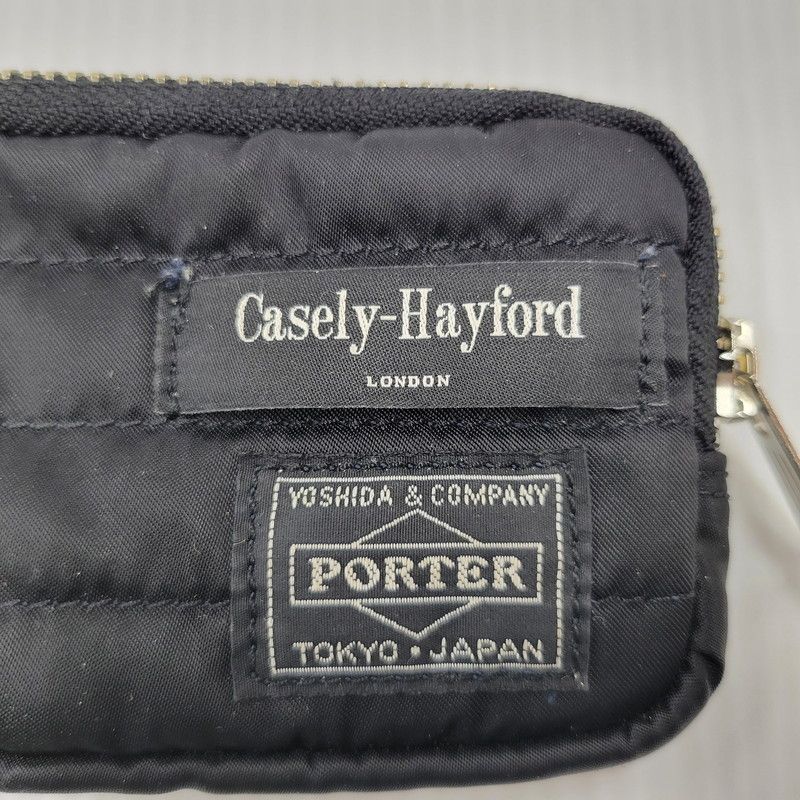 Casely-Hayford
LONDON
YOSHIDA & COMPANY
PORTER
TOKYO • JAPAN